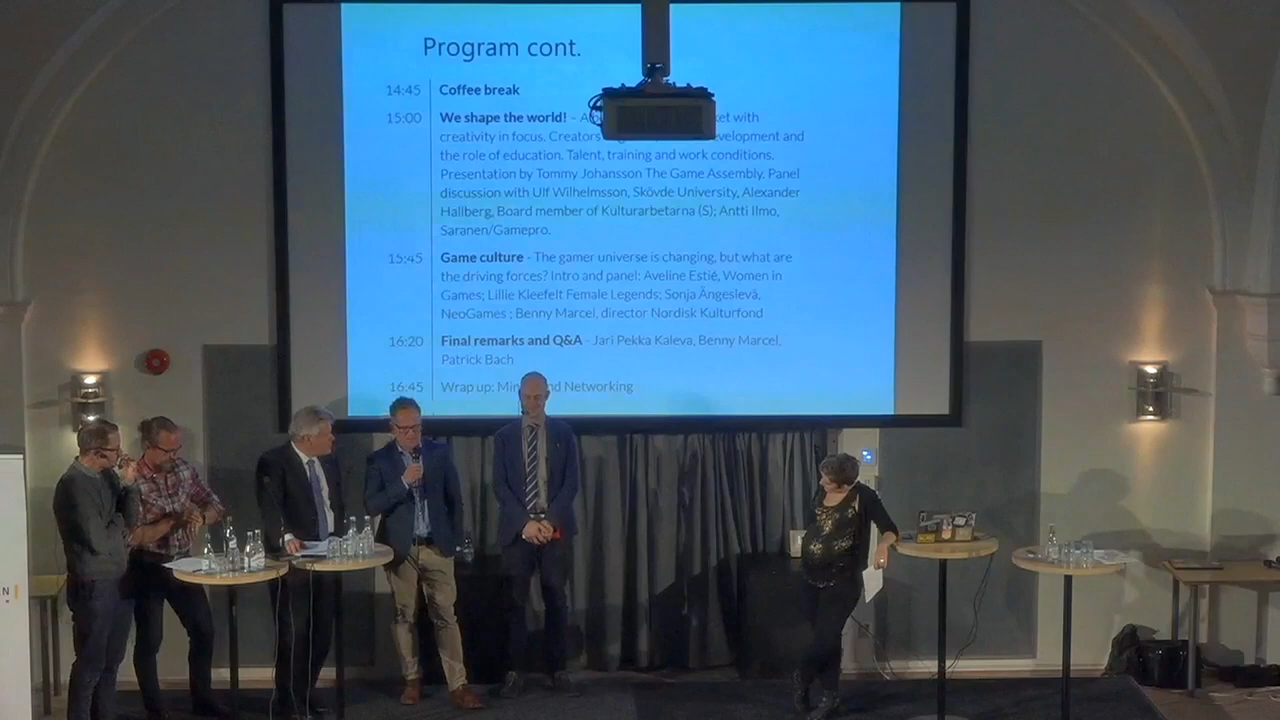 Program cont.
14:45 Coffee break
15:00 We shape the world! - A with
creativity in focus. Creators and
the role of education. Talent, training and work conditions.
Presentation by Tommy Johansson The Game Assembly. Panel
discussion with Ulf Wilhelmsson, Skövde University, Alexander
Hallberg, Board member of Kulturarbetarna (S); Antti Ilmo,
Saranen/Gamepro.
15:45 Game culture - The gamer universe is changing, but what are
the driving forces? Intro and panel: Aveline Estié, Women in
Games; Lillie Kleefelt Female Legends; Sonja Ängeslevä,
NeoGames ; Benny Marcel, director Nordisk Kulturfond
16:20 Final remarks and Q&A - Jari Pekka Kaleva, Benny Marcel,
Patrick Bach
16:45 Wrap up: Networking
N